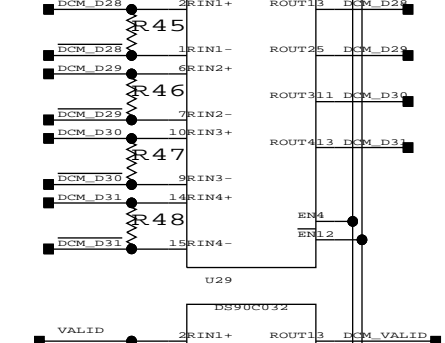 DCM_D28 2 RIN1+ ROUT1 3 DCM_D28
R45
DCM_D28 1 RIN1- ROUT2 5 DCM_D29
DCM_D29 6 RIN2+
R46 ROUT3 11 DCM_D30
DCM_D29 7 RIN2-
DCM_D30 10 RIN3+
R47 ROUT4 13 DCM_D31
DCM_D30 9 RIN3-
DCM_D31 14 RIN4+
R48 EN 4
EN 12
DCM_D31 15 RIN4-
U29
DS90C032
VALID 2 RIN1+ ROUT1 3 DCM_VALID